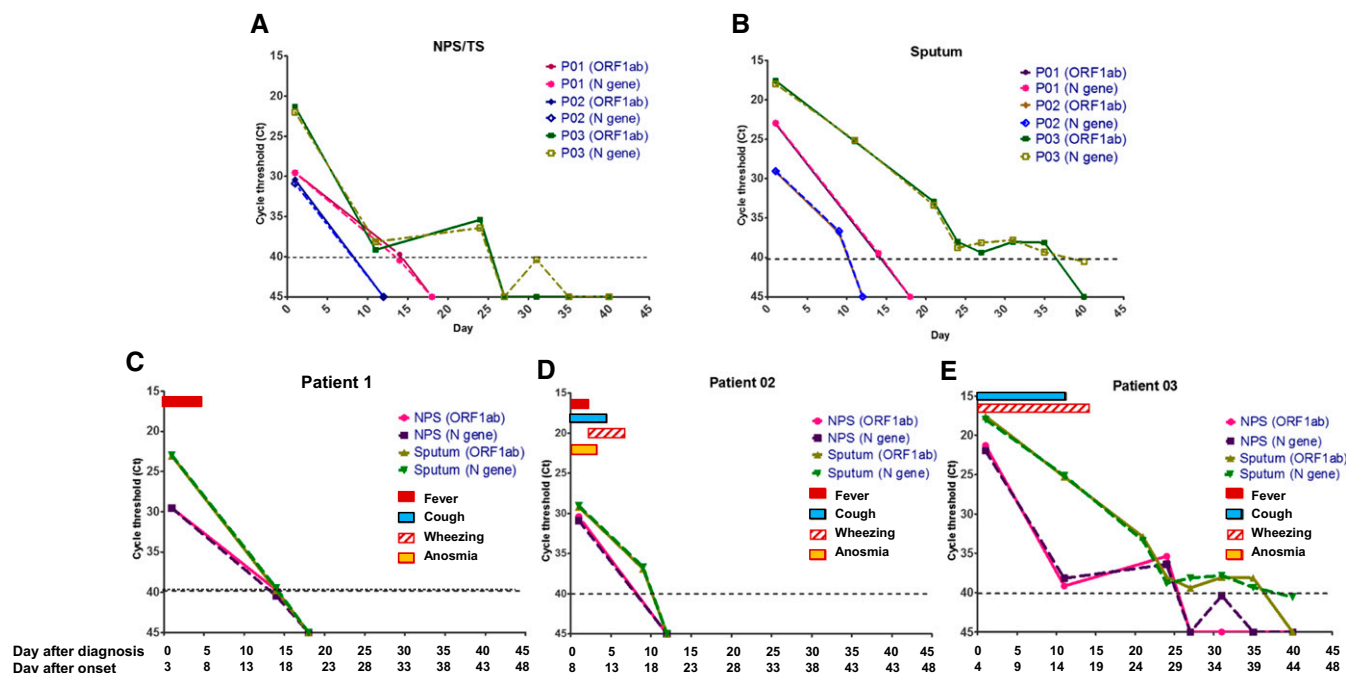 A
NPS/TS
Cycle threshold (Ct)
15
20
25
30
35
40
45
0 5 10 15 20 25 30 35 40 45
Day
P01 (ORF1ab)
P01 (N gene)
P02 (ORF1ab)
P02 (N gene)
P03 (ORF1ab)
P03 (N gene)
B
Sputum
Cycle threshold (Ct)
15
20
25
30
35
40
45
0 5 10 15 20 25 30 35 40 45
Day
P01 (ORF1ab)
P01 (N gene)
P02 (ORF1ab)
P02 (N gene)
P03 (ORF1ab)
P03 (N gene)
C
Patient 1
Cycle threshold (Ct)
15
20
25
30
35
40
45
NPS (ORF1ab)
NPS (N gene)
Sputum (ORF1ab)
Sputum (N gene)
Fever
Cough
Wheezing
Anosmia
D
Patient 02
Cycle threshold (Ct)
15
20
25
30
35
40
45
NPS (ORF1ab)
NPS (N gene)
Sputum (ORF1ab)
Sputum (N gene)
Fever
Cough
Wheezing
Anosmia
E
Patient 03
Cycle threshold (Ct)
15
20
25
30
35
40
45
NPS (ORF1ab)
NPS (N gene)
Sputum (ORF1ab)
Sputum (N gene)
Fever
Cough
Wheezing
Anosmia
Day after diagnosis 0 5 10 15 20 25 30 35 40 45 0 5 10 15 20 25 30 35 40 45 0 5 10 15 20 25 30 35 40 45
Day after onset 3 8 13 18 23 28 33 38 43 48 8 13 18 23 28 33 38 43 43 48 4 9 14 19 24 29 34 39 44 48